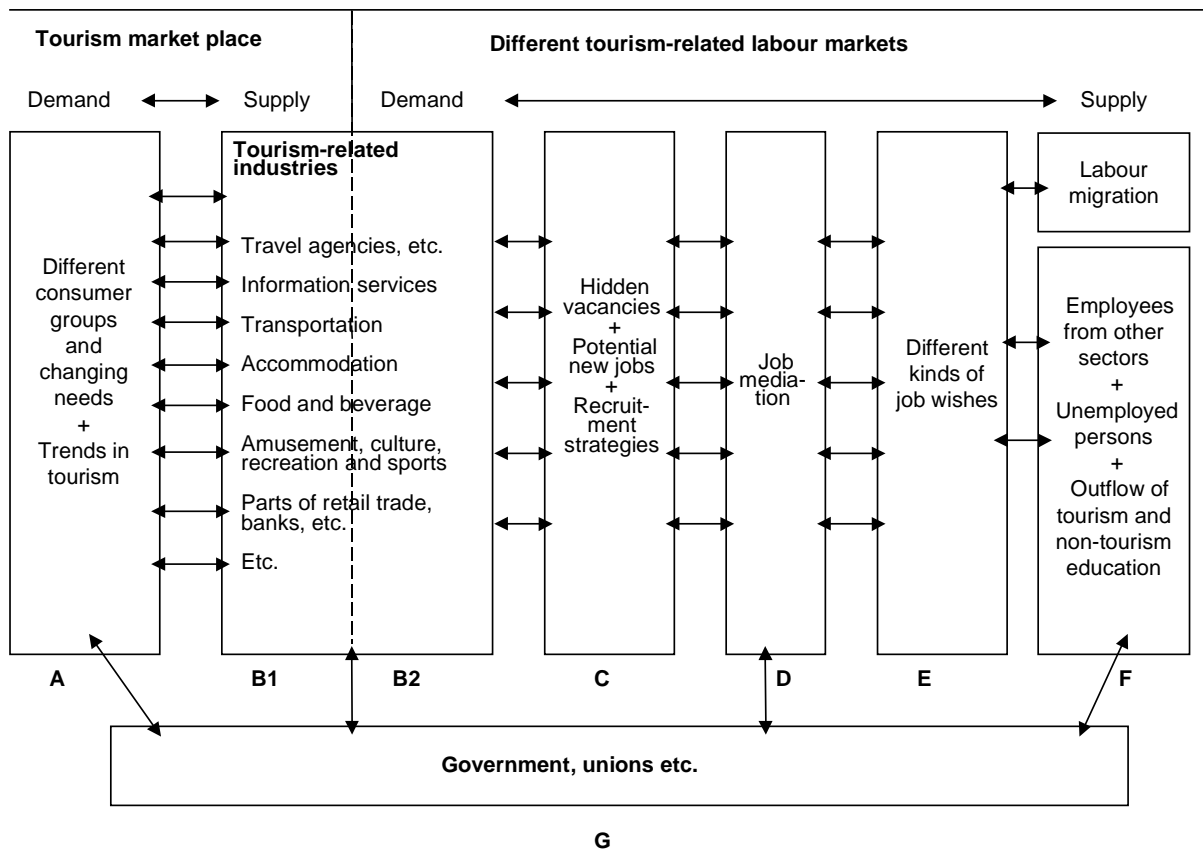 Tourism market place
Different tourism-related labour markets
Demand
Supply
Demand
Supply
Different
consumer
groups
and
changing
needs
+
Trends in
tourism
Tourism-related
industries
Travel agencies, etc.
Information services
Transportation
Accommodation
Food and beverage
Amusement, culture,
recreation and sports
Parts of retail trade,
banks, etc.
Etc.
Hidden
vacancies
+
Potential
new jobs
+
Recruit-
ment
strategies
Job
media-
tion
Different
kinds of
job wishes
Labour
migration
Employees
from other
sectors
+
Unemployed
persons
+
Outflow of
tourism and
non-tourism
education
A
B1
B2
C
D
E
F
Government, unions etc.
G